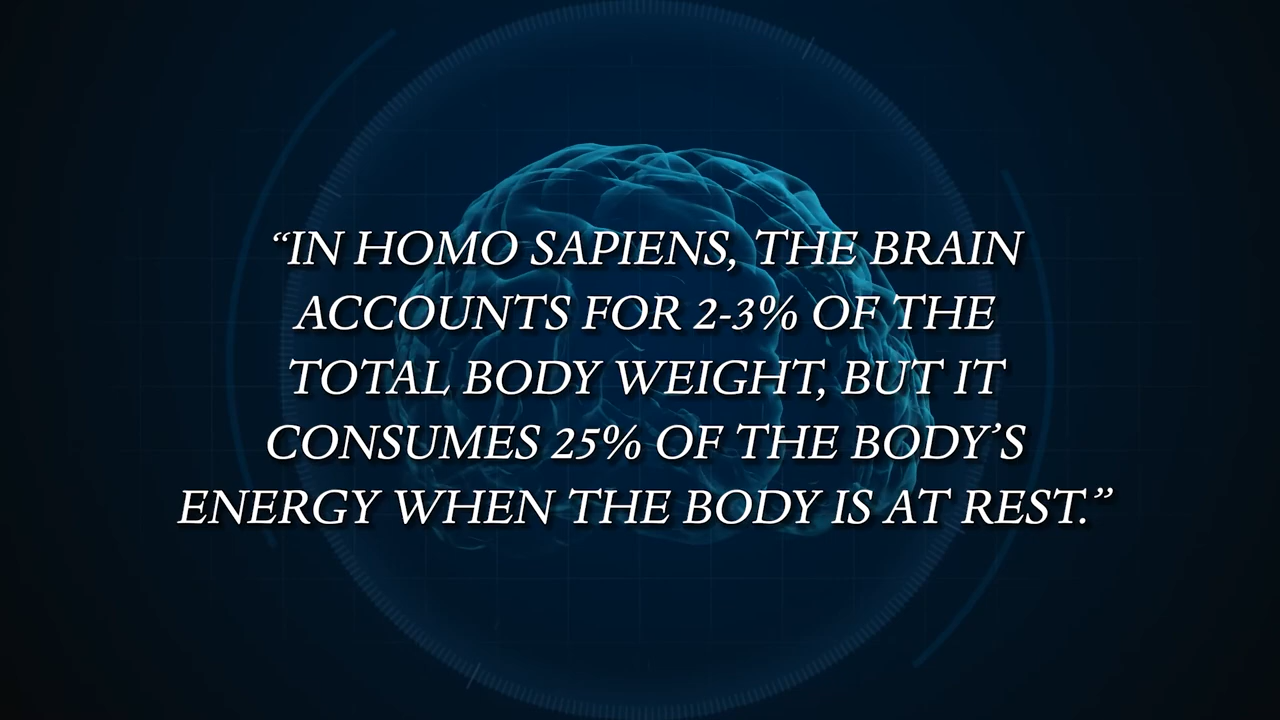 “IN HOMO SAPIENS, THE BRAIN
ACCOUNTS FOR 2-3% OF THE
TOTAL BODY WEIGHT, BUT IT
CONSUMES 25% OF THE BODY’S
ENERGY WHEN THE BODY IS AT REST.”